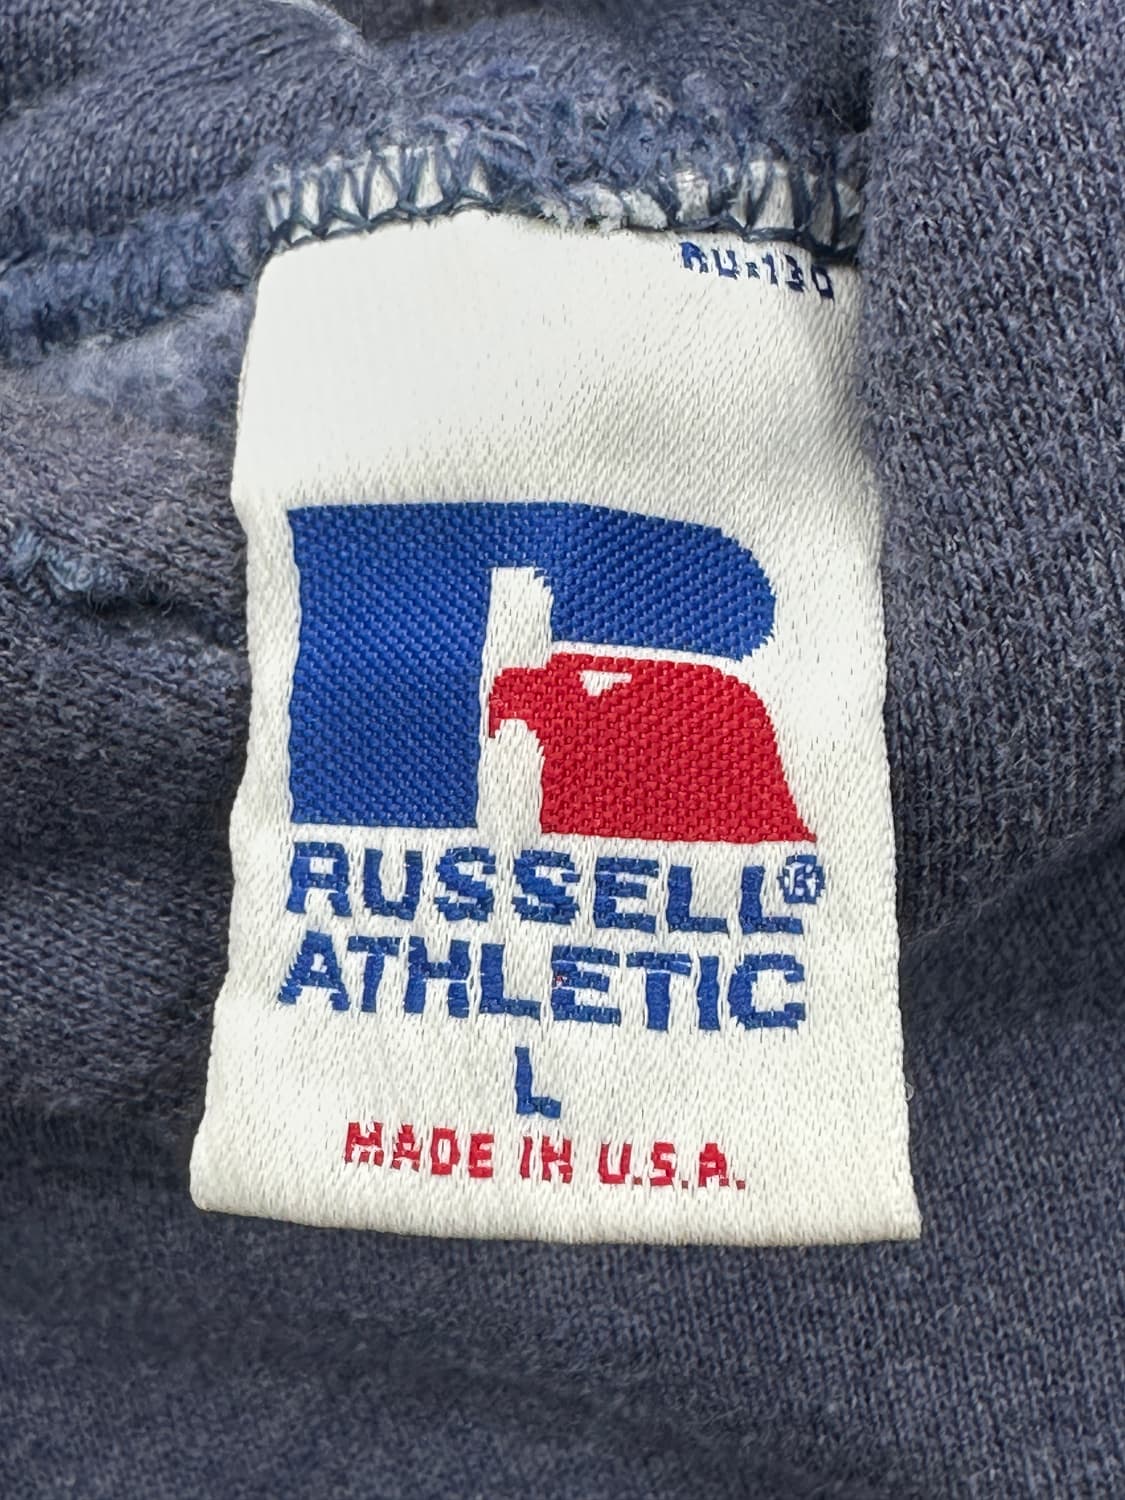 RU-130
RUSSELL®
ATHLETIC
L
MADE IN U.S.A.